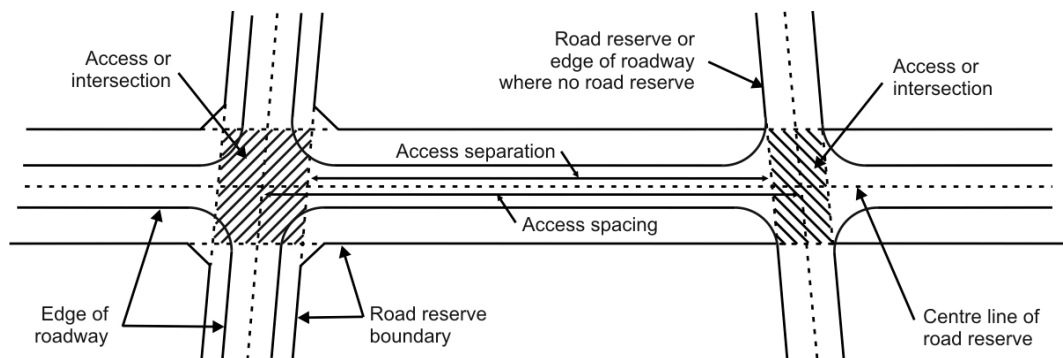 Access or
intersection
Road reserve or
edge of roadway
where no road reserve
Access or
intersection
Access separation
Access spacing
Edge of
roadway
Road reserve
boundary
Centre line of
road reserve